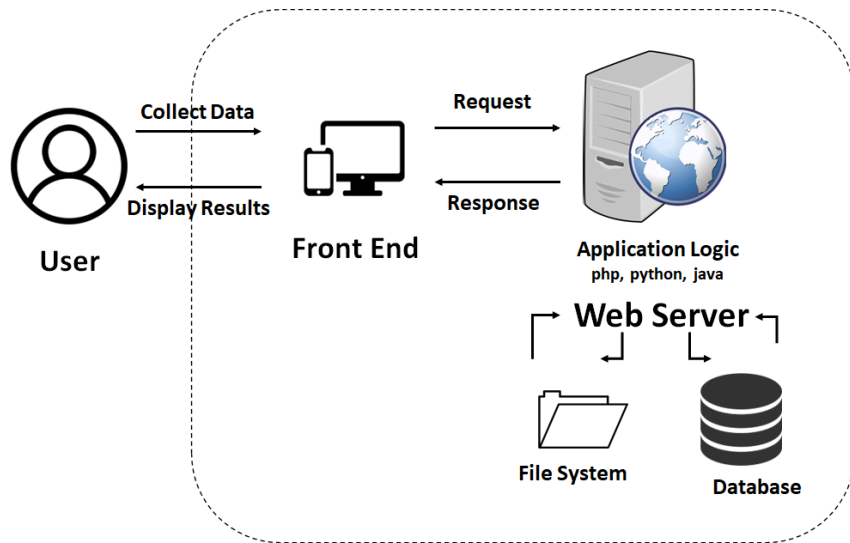 Collect Data
Display Results
User
Front End
Request
Response
Application Logic
php, python, java
Web Server
File System
Database